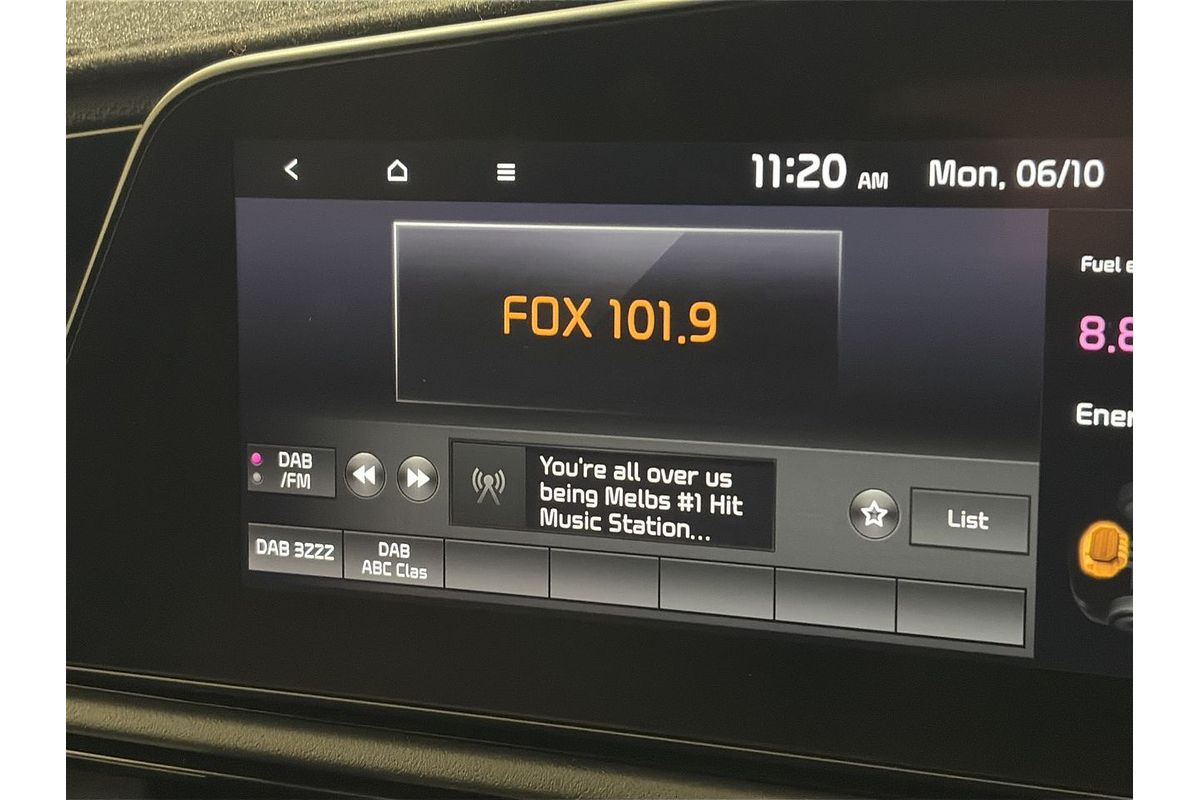 11:20 AM Mon, 06/10
FOX 101.9
Fuel
8.8
Ener
DAB
/FM
You're all over us
being Melbs #1 Hit
Music Station...
List
DAB 3ZZZ
DAB
ABC Clas